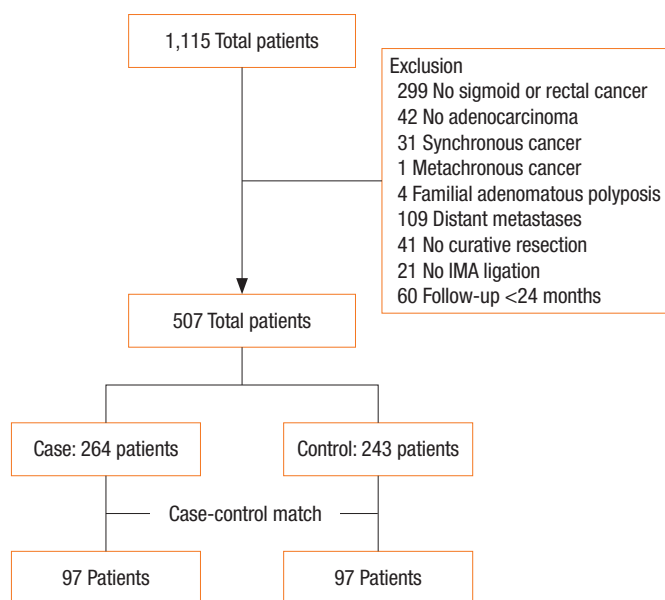 1,115 Total patients
Exclusion
299 No sigmoid or rectal cancer
42 No adenocarcinoma
31 Synchronous cancer
1 Metachronous cancer
4 Familial adenomatous polyposis
109 Distant metastases
41 No curative resection
21 No IMA ligation
60 Follow-up <24 months
507 Total patients
Case: 264 patients
Control: 243 patients
Case-control match
97 Patients
97 Patients